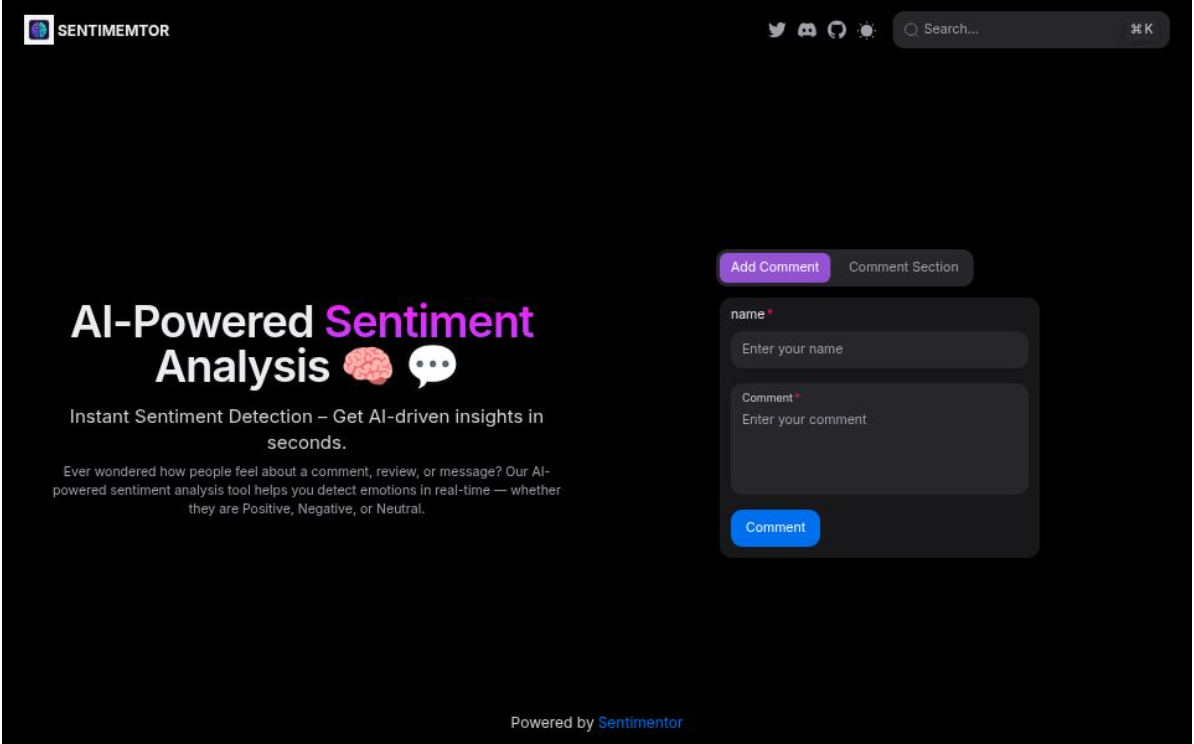 SENTIMEMTOR
Search...
⌘ K
Add Comment
Comment Section
AI-Powered Sentiment
Analysis 🧠 💬
Instant Sentiment Detection – Get AI-driven insights in
seconds.
Ever wondered how people feel about a comment, review, or message? Our AI-
powered sentiment analysis tool helps you detect emotions in real-time — whether
they are Positive, Negative, or Neutral.
name*
Enter your name
Comment*
Enter your comment
Comment
Powered by Sentimentor